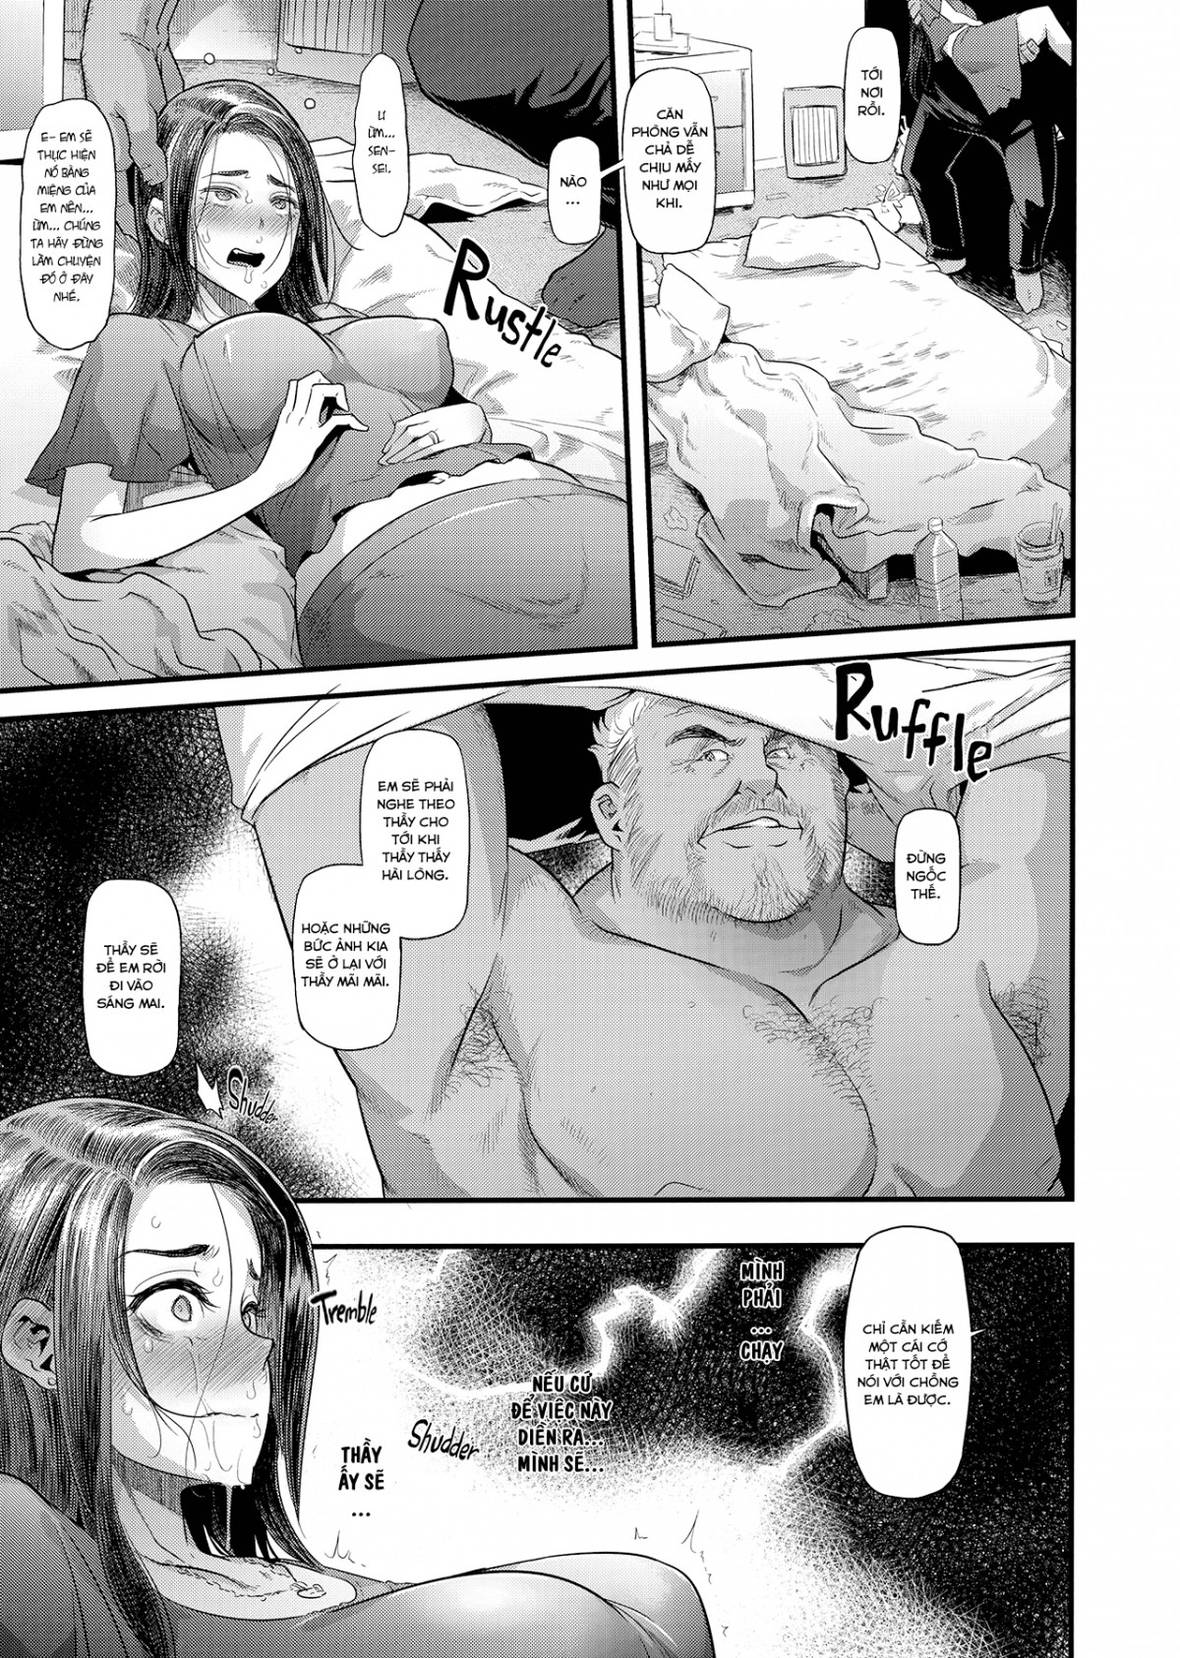 TỚI
NƠI
RỒI.
CĂN
PHÒNG VẪN
CHẢ DỄ
CHỊU MẤY
NHƯ MỌI
KHI.
NÀO
...
Ư
ỪM...
SEN-
SEI.
E- EM SẼ
THỰC HIỆN
NÓ BẰNG
MIỆNG CỦA
EM NÊN...
ỪM... CHÚNG
TA HÃY ĐỪNG
LÀM CHUYỆN
ĐÓ Ở ĐÂY
NHÉ.
Rustle
Ruffle
ĐỪNG
NGỐC
THẾ.
EM SẼ PHẢI
NGHE THEO
THẦY CHO
TỚI KHI
THẦY THẤY
HÀI LÒNG.
HOẶC NHỮNG
BỨC ẢNH KIA
SẼ Ở LẠI VỚI
THẦY MÃI MÃI.
THẦY SẼ
ĐỂ EM RỜI
ĐI VÀO
SÁNG MAI.
Shudder
CHỈ CẦN KIẾM
MỘT CÁI CỚ
THẬT TỐT ĐỂ
NÓI VỚI CHỒNG
EM LÀ ĐƯỢC.
MÌNH
PHẢI
...
CHẠY
NẾU CỨ
ĐỂ VIỆC NÀY
DIỄN RA...
MÌNH SẼ...
Tremble
Shudder
THẦY
ẤY SẼ
...